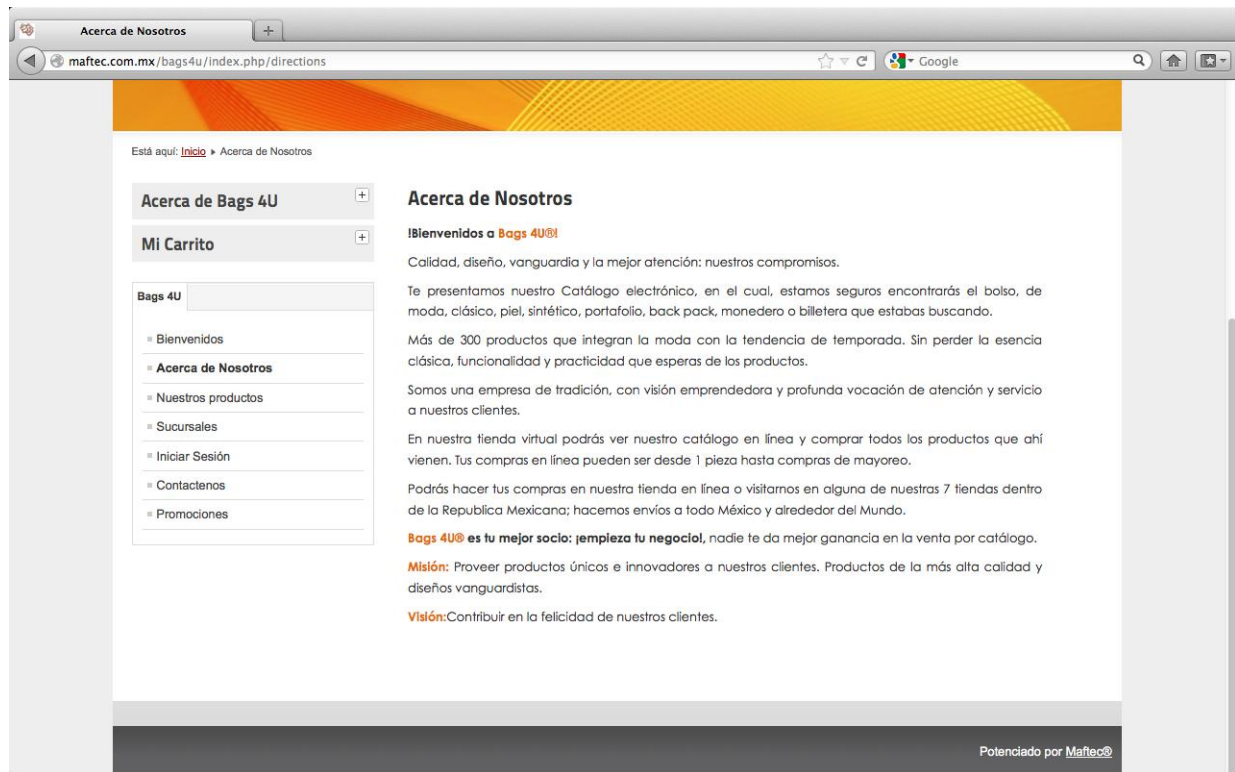 Acerca de Nosotros
maftec.com.mx/bags4u/index.php/directions
Google
Está aquí: Inicio ▸ Acerca de Nosotros
Acerca de Bags 4U
Mi Carrito
Bags 4U
Bienvenidos
Acerca de Nosotros
Nuestros productos
Sucursales
Iniciar Sesión
Contactenos
Promociones
Acerca de Nosotros
!Bienvenidos a Bags 4U®!
Calidad, diseño, vanguardia y la mejor atención: nuestros compromisos.
Te presentamos nuestro Catálogo electrónico, en el cual, estamos seguros encontrarás el bolso, de
moda, clásico, piel, sintético, portafolio, back pack, monedero o billetera que estabas buscando.
Más de 300 productos que integran la moda con la tendencia de temporada. Sin perder la esencia
clásica, funcionalidad y practicidad que esperas de los productos.
Somos una empresa de tradición, con visión emprendedora y profunda vocación de atención y servicio
a nuestros clientes.
En nuestra tienda virtual podrás ver nuestro catálogo en línea y comprar todos los productos que ahí
vienen. Tus compras en línea pueden ser desde 1 pieza hasta compras de mayoreo.
Podrás hacer tus compras en nuestra tienda en línea o visitarnos en alguna de nuestras 7 tiendas dentro
de la Republica Mexicana; hacemos envíos a todo México y alrededor del Mundo.
Bags 4U® es tu mejor socio: ¡empieza tu negocio!, nadie te da mejor ganancia en la venta por catálogo.
Misión: Proveer productos únicos e innovadores a nuestros clientes. Productos de la más alta calidad y
diseños vanguardistas.
Visión:Contribuir en la felicidad de nuestros clientes.
Potenciado por Maftec®